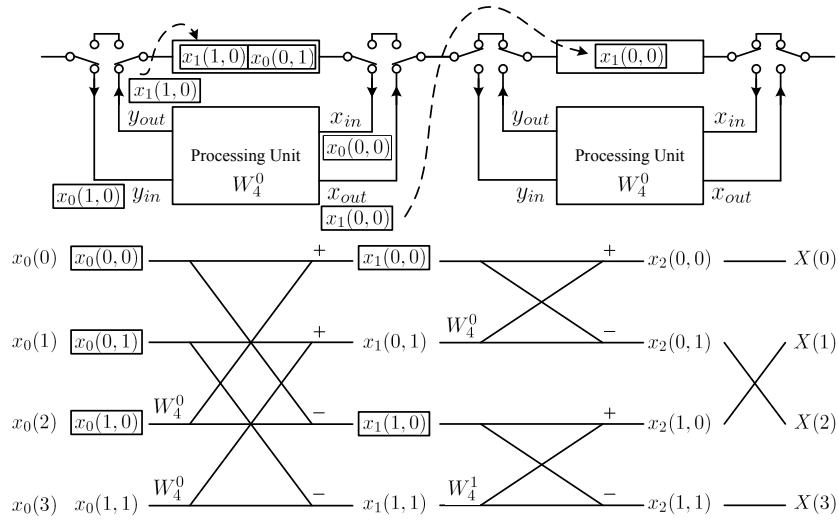 x_1(1,0) x_0(0,1) x_1(0,0)
x_1(1,0)
y_out x_in y_out x_in
Processing Unit x_0(0,0) Processing Unit
W_4^0 W_4^0
x_0(1,0) y_in x_out y_in x_out
x_1(0,0)
x_0(0) x_0(0,0) + x_1(0,0) + x_2(0,0) X(0)
x_0(1) x_0(0,1) + x_1(0,1) W_4^0 − x_2(0,1) X(1)
x_0(2) x_0(1,0) W_4^0 − x_1(1,0) + x_2(1,0) X(2)
x_0(3) x_0(1,1) W_4^0 − x_1(1,1) W_4^1 − x_2(1,1) X(3)